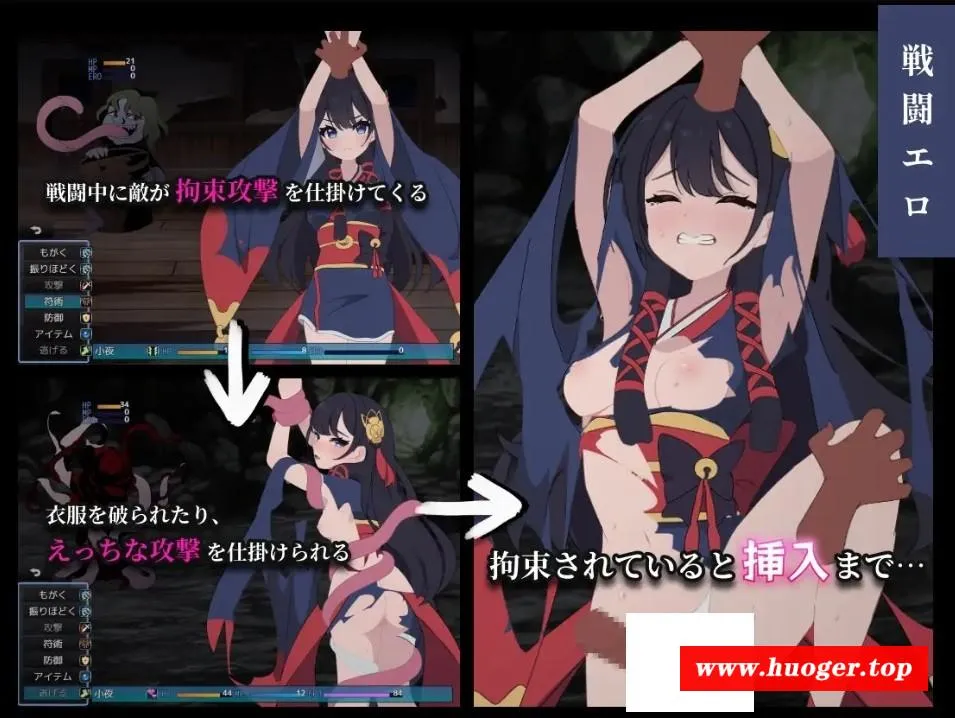 戦闘エロ
HP 21
MP 0
ERO 0
戦闘中に敵が拘束攻撃を仕掛けてくる
もがく
振りほどく
攻撃
符術
防御
アイテム
逃げる
小夜
8
0
HP 34
MP 0
ERO 0
衣服を破られたり、
えっちな攻撃を仕掛けられる
もがく
振りほどく
攻撃
符術
防御
アイテム
逃げる
小夜
44
12
84
拘束されていると挿入まで…
www.huoger.top